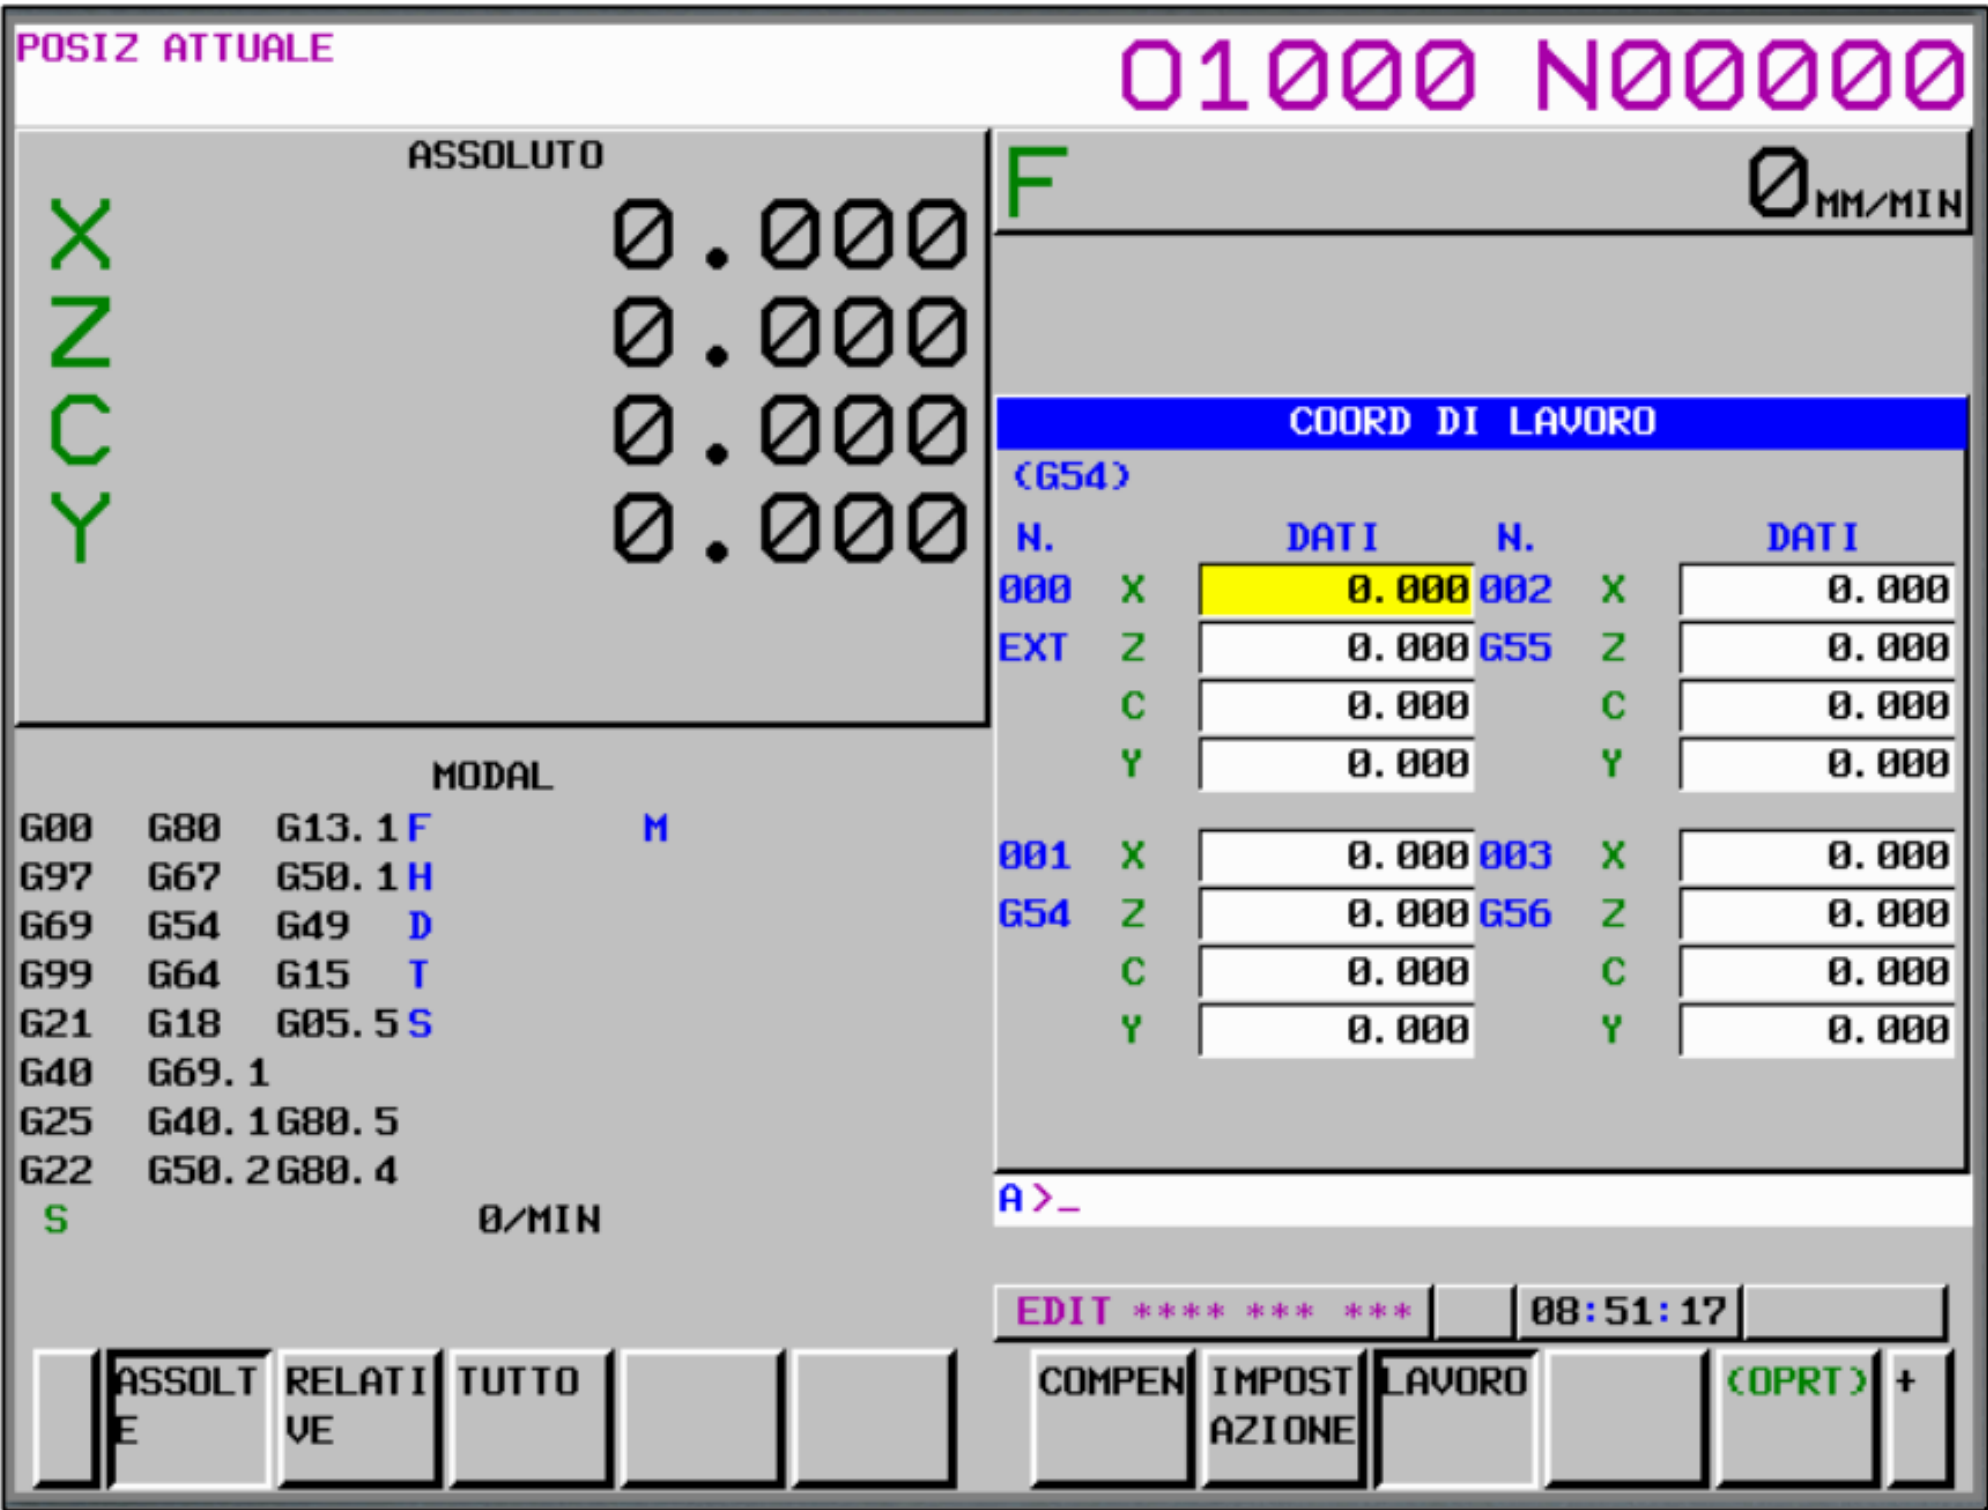 POSIZ ATTUALE
O1000 N00000
ASSOLUTO
X 0.000
Z 0.000
C 0.000
Y 0.000
F 0 MM/MIN
COORD DI LAVORO
(G54)
N. DATI N. DATI
000 X 0.000 002 X 0.000
EXT Z 0.000 G55 Z 0.000
C 0.000 C 0.000
Y 0.000 Y 0.000
001 X 0.000 003 X 0.000
G54 Z 0.000 G56 Z 0.000
C 0.000 C 0.000
Y 0.000 Y 0.000
MODAL
G00 G80 G13.1 F M
G97 G67 G50.1 H
G69 G54 G49 D
G99 G64 G15 T
G21 G18 G05.5 S
G40 G69.1
G25 G40.1 G80.5
G22 G50.2 G80.4
S 0/MIN
A>_
EDIT **** *** *** 08:51:17
ASSOLT
E
RELATI
VE
TUTTO
COMPEN
IMPOST
AZIONE
LAVORO
(OPRT)
+